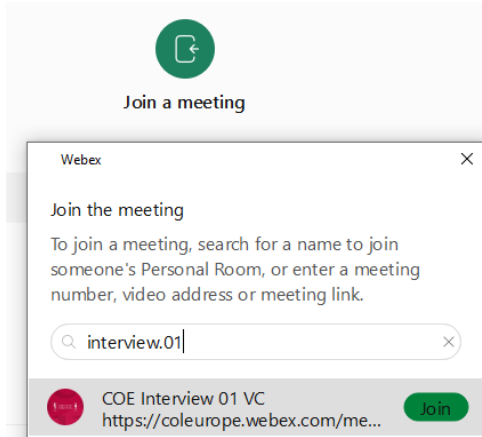 Join a meeting
Webex
Join the meeting
To join a meeting, search for a name to join
someone's Personal Room, or enter a meeting
number, video address or meeting link.
interview.01
COE Interview 01 VC
Join
https://coleurope.webex.com/me...